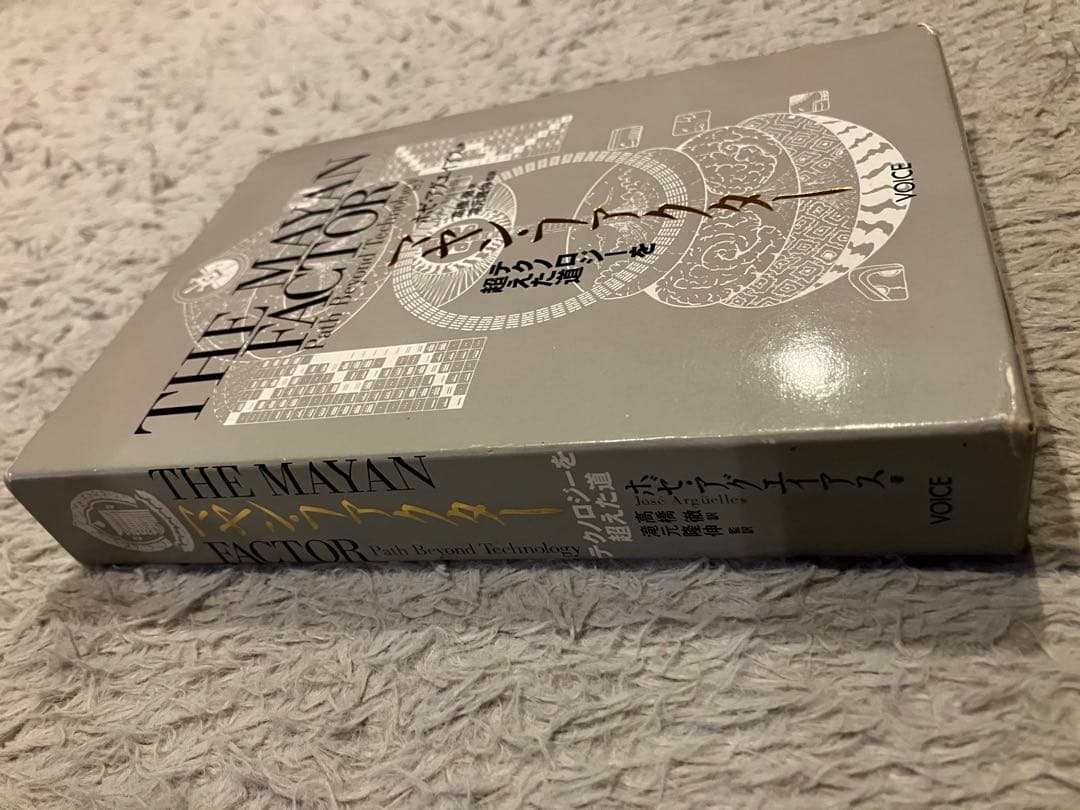 THE MAYAN
FACTOR
Path Beyond Technology
マヤン・ファクター
テクノロジーを
超えた道
VOICE
THE MAYAN
マヤン・ファクター
FACTOR Path Beyond Technology
テクノロジーを
超えた道
ホゼ・アグエイアス 著
José Argüelles
高橋 徹 訳
滝元隆伸 監訳
VOICE